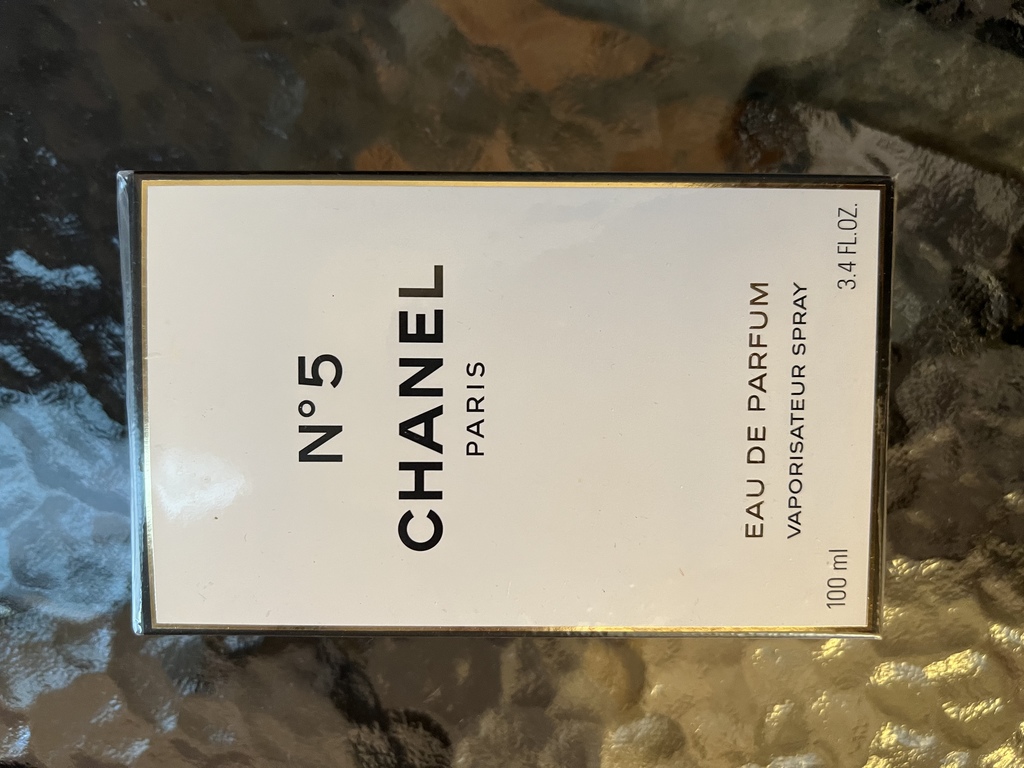 N°5
CHANEL
PARIS
EAU DE PARFUM
VAPORISATEUR SPRAY
100 ml 3.4 FL.OZ.